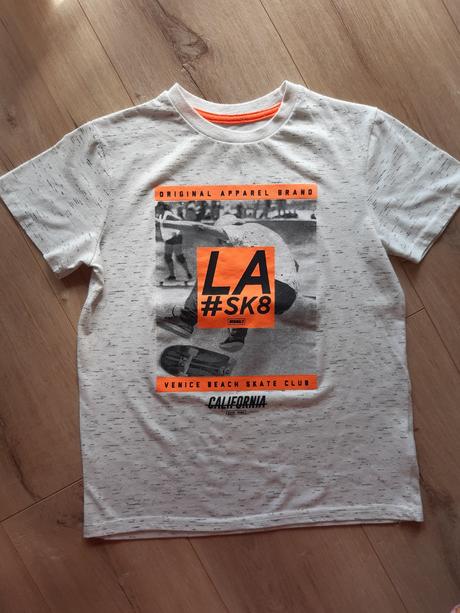 ORIGINAL APPAREL BRAND
LA
#SK8
VENICE BEACH SKATE CLUB
CALIFORNIA